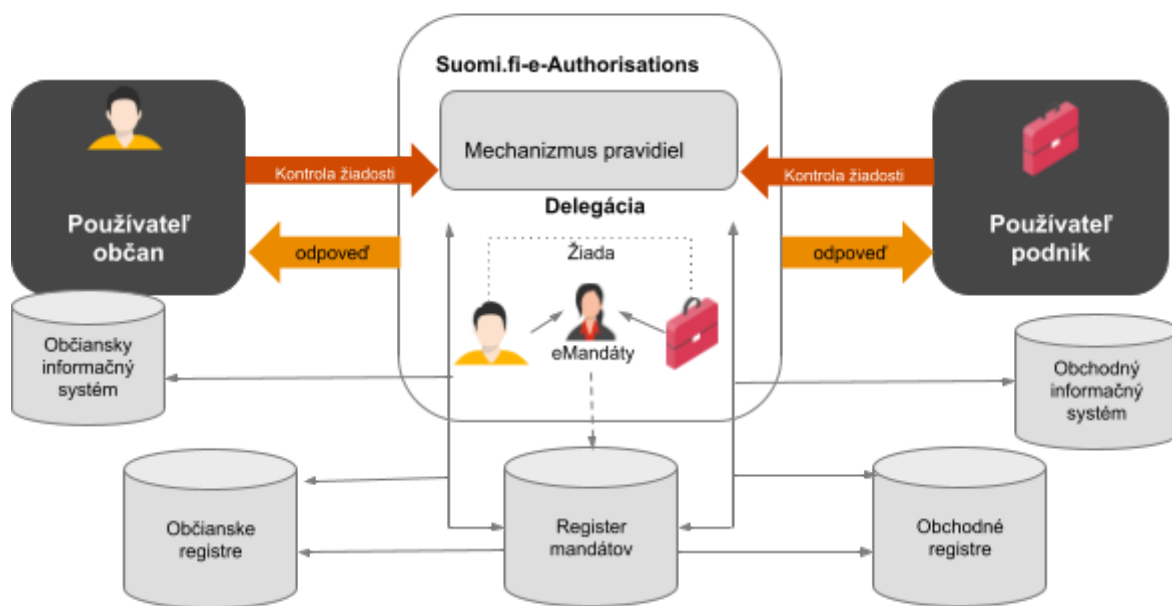 Suomi.fi-e-Authorisations
Mechanizmus pravidiel
Kontrola žiadosti
Kontrola žiadosti
Používateľ
občan
odpoveď
Delegácia
Žiada
odpoveď
Používateľ
podnik
eMandáty
Občiansky
informačný
systém
Obchodný
informačný
systém
Občianske
registre
Register
mandátov
Obchodné
registre